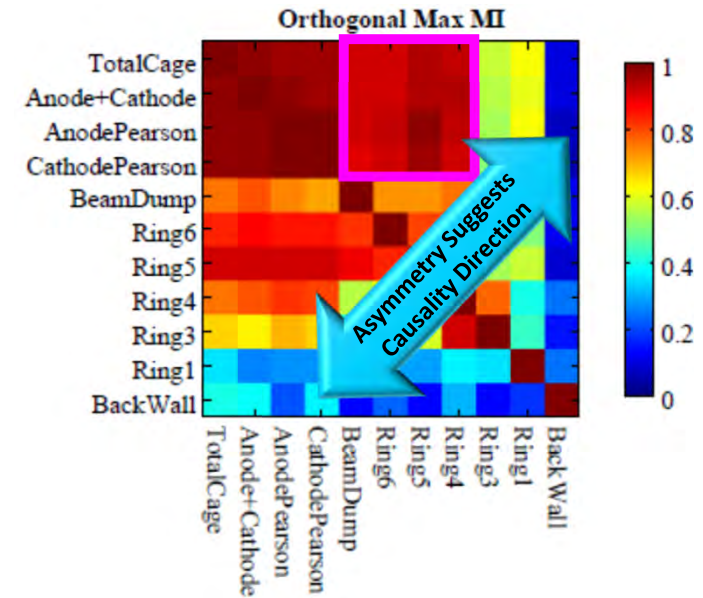 Orthogonal Max MI
TotalCage
Anode+Cathode
AnodePearson
CathodePearson
BeamDump
Ring6
Ring5
Ring4
Ring3
Ring1
BackWall
Asymmetry Suggests
Causality Direction
1
0.8
0.6
0.4
0.2
0
TotalCage
Anode+Cathode
AnodePearson
CathodePearson
BeamDump
Ring6
Ring5
Ring4
Ring3
Ring1
BackWall